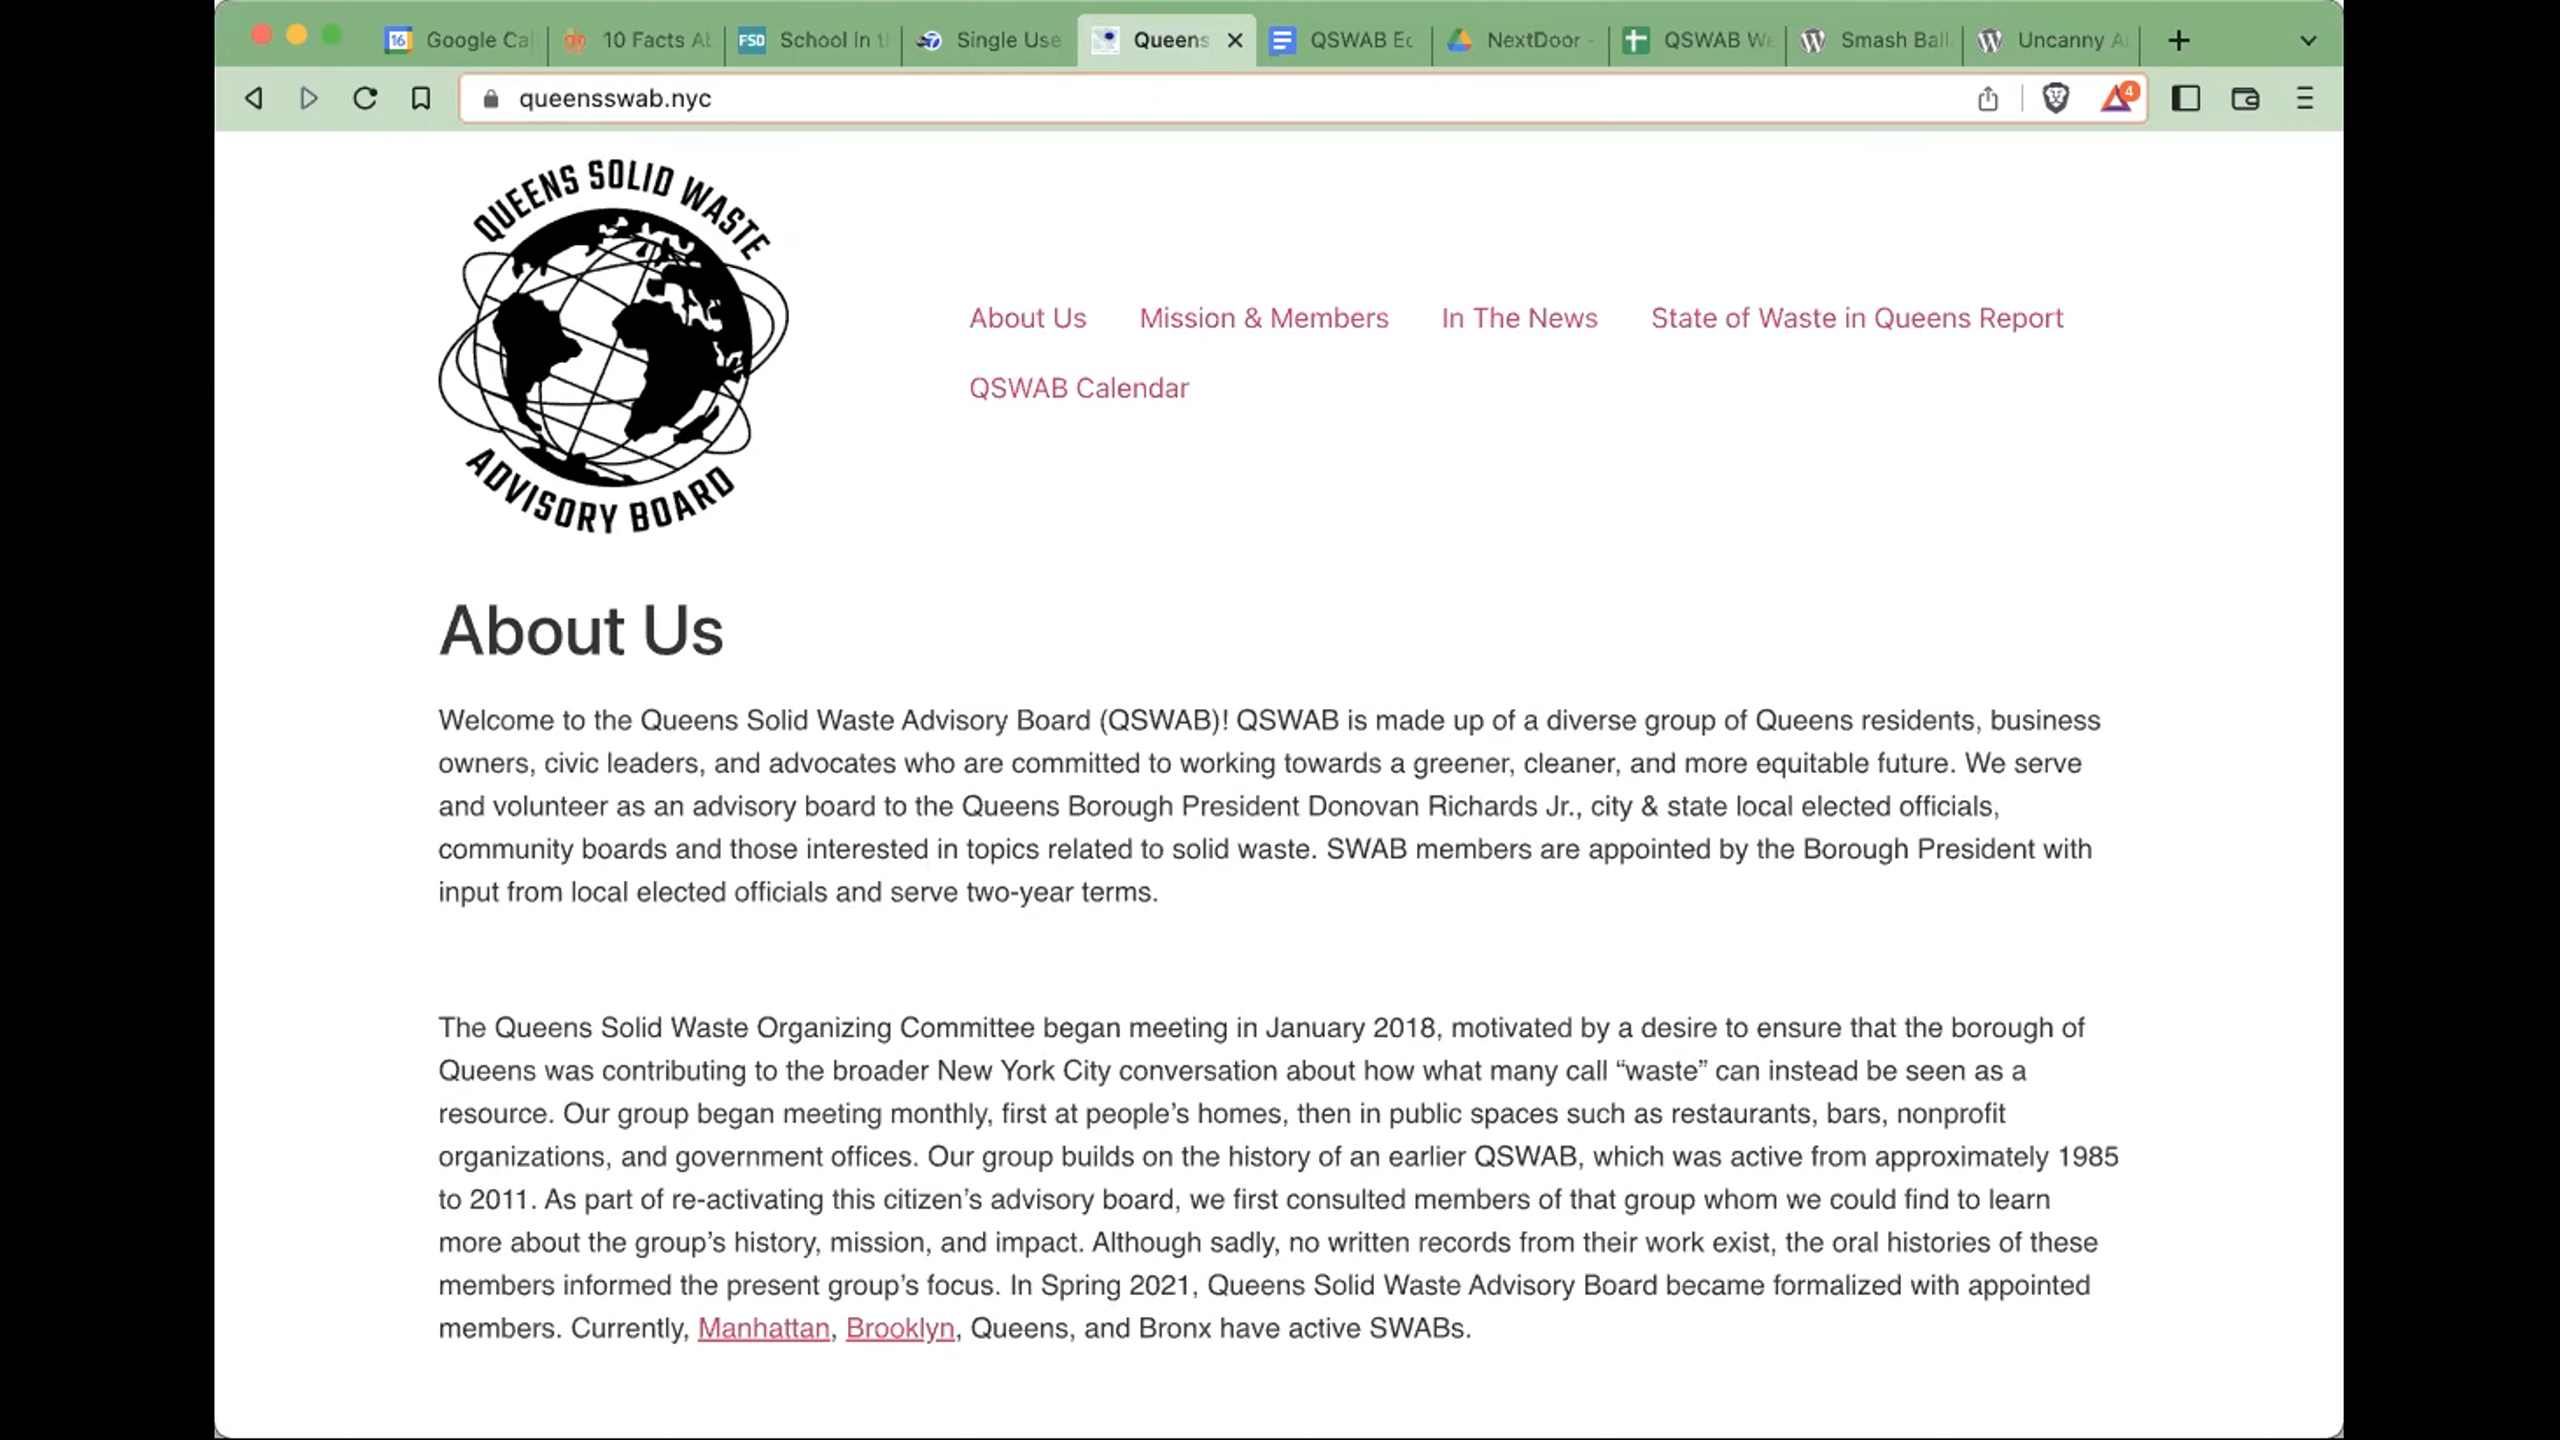 16 Google Cal 10 Facts Ab FSD School In th Single Use Queens QSWAB Ec NextDoor - QSWAB We Smash Ball Uncanny A
queensswab.nyc 4
QUEENS SOLID WASTE
ADVISORY BOARD
About Us Mission & Members In The News State of Waste in Queens Report
QSWAB Calendar
About Us
Welcome to the Queens Solid Waste Advisory Board (QSWAB)! QSWAB is made up of a diverse group of Queens residents, business
owners, civic leaders, and advocates who are committed to working towards a greener, cleaner, and more equitable future. We serve
and volunteer as an advisory board to the Queens Borough President Donovan Richards Jr., city & state local elected officials,
community boards and those interested in topics related to solid waste. SWAB members are appointed by the Borough President with
input from local elected officials and serve two-year terms.
The Queens Solid Waste Organizing Committee began meeting in January 2018, motivated by a desire to ensure that the borough of
Queens was contributing to the broader New York City conversation about how what many call “waste” can instead be seen as a
resource. Our group began meeting monthly, first at people’s homes, then in public spaces such as restaurants, bars, nonprofit
organizations, and government offices. Our group builds on the history of an earlier QSWAB, which was active from approximately 1985
to 2011. As part of re-activating this citizen’s advisory board, we first consulted members of that group whom we could find to learn
more about the group’s history, mission, and impact. Although sadly, no written records from their work exist, the oral histories of these
members informed the present group’s focus. In Spring 2021, Queens Solid Waste Advisory Board became formalized with appointed
members. Currently, Manhattan, Brooklyn, Queens, and Bronx have active SWABs.